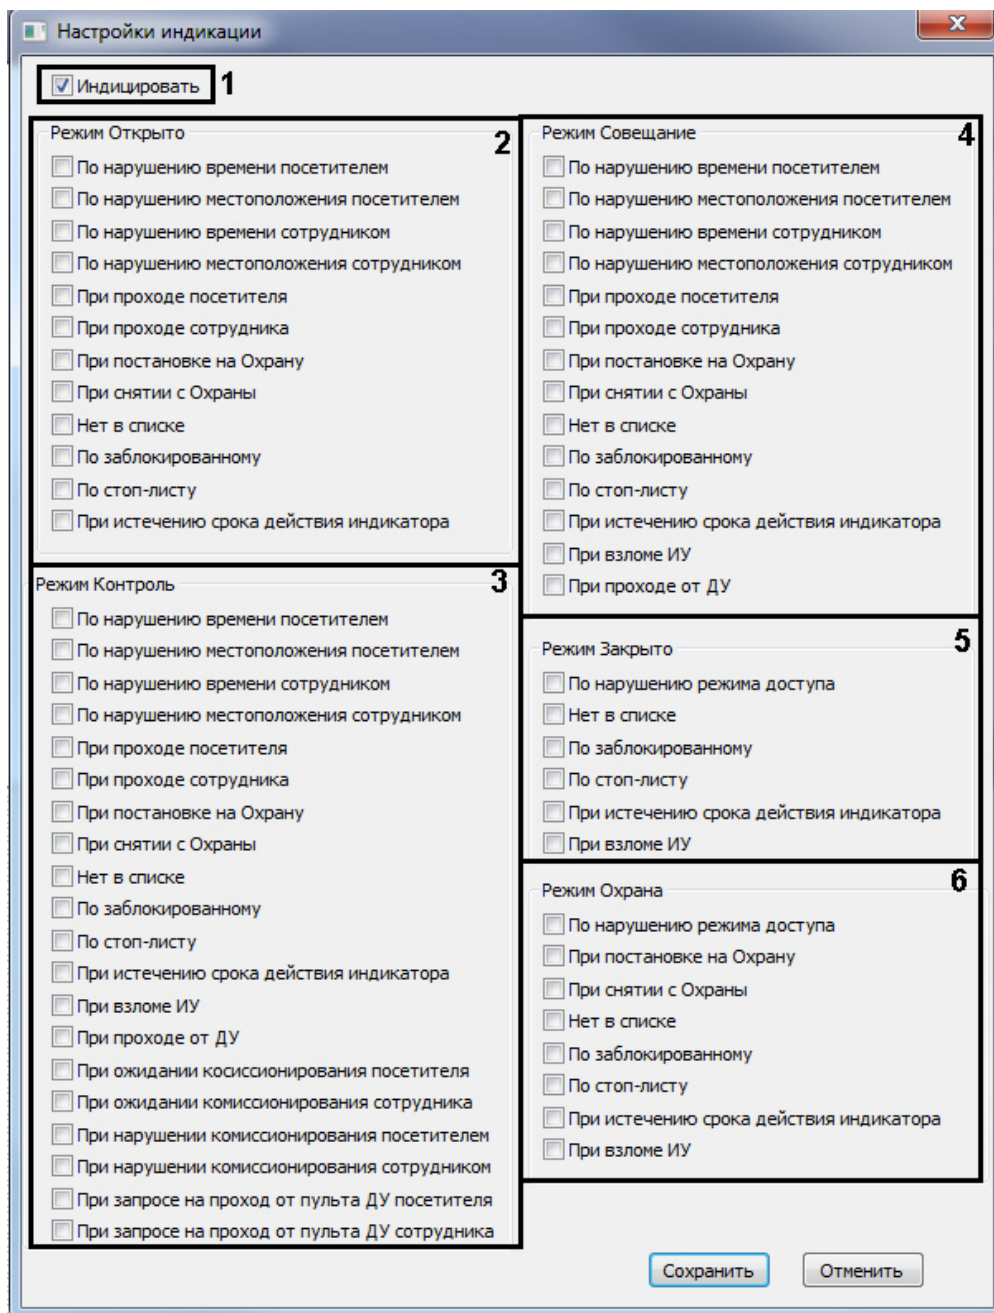 Настройки индикации
Индицировать 1
Режим Открыто 2
По нарушению времени посетителем
По нарушению местоположения посетителем
По нарушению времени сотрудником
По нарушению местоположения сотрудником
При проходе посетителя
При проходе сотрудника
При постановке на Охрану
При снятии с Охраны
Нет в списке
По заблокированному
По стоп-листу
При истечению срока действия индикатора
Режим Контроль 3
По нарушению времени посетителем
По нарушению местоположения посетителем
По нарушению времени сотрудником
По нарушению местоположения сотрудником
При проходе посетителя
При проходе сотрудника
При постановке на Охрану
При снятии с Охраны
Нет в списке
По заблокированному
По стоп-листу
При истечению срока действия индикатора
При взломе ИУ
При проходе от ДУ
При ожидании косиссионирования посетителя
При ожидании комиссионирования сотрудника
При нарушении комиссионирования посетителем
При нарушении комиссионирования сотрудником
При запросе на проход от пульта ДУ посетителя
При запросе на проход от пульта ДУ сотрудника
Режим Совещание 4
По нарушению времени посетителем
По нарушению местоположения посетителем
По нарушению времени сотрудником
По нарушению местоположения сотрудником
При проходе посетителя
При проходе сотрудника
При постановке на Охрану
При снятии с Охраны
Нет в списке
По заблокированному
По стоп-листу
При истечению срока действия индикатора
При взломе ИУ
При проходе от ДУ
Режим Закрыто 5
По нарушению режима доступа
Нет в списке
По заблокированному
По стоп-листу
При истечению срока действия индикатора
При взломе ИУ
Режим Охрана 6
По нарушению режима доступа
При постановке на Охрану
При снятии с Охраны
Нет в списке
По заблокированному
По стоп-листу
При истечению срока действия индикатора
При взломе ИУ
Сохранить Отменить